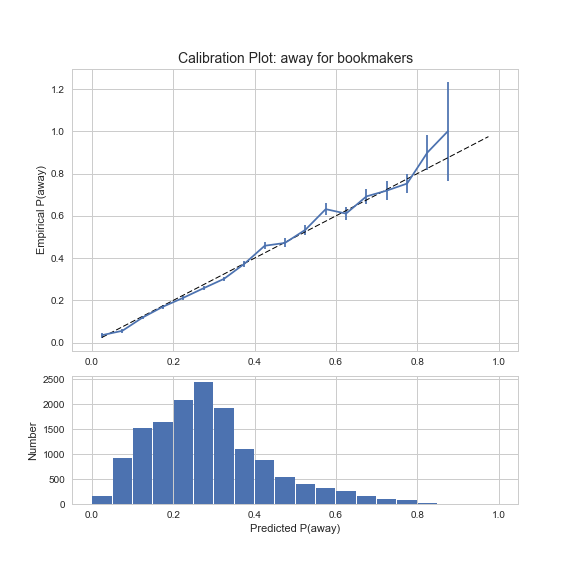 Calibration Plot: away for bookmakers
1.2
1.0
0.8
0.6
0.4
0.2
0.0
Empirical P(away)
0.0 0.2 0.4 0.6 0.8 1.0
2500
2000
1500
1000
500
0
Number
0.0 0.2 0.4 0.6 0.8 1.0
Predicted P(away)